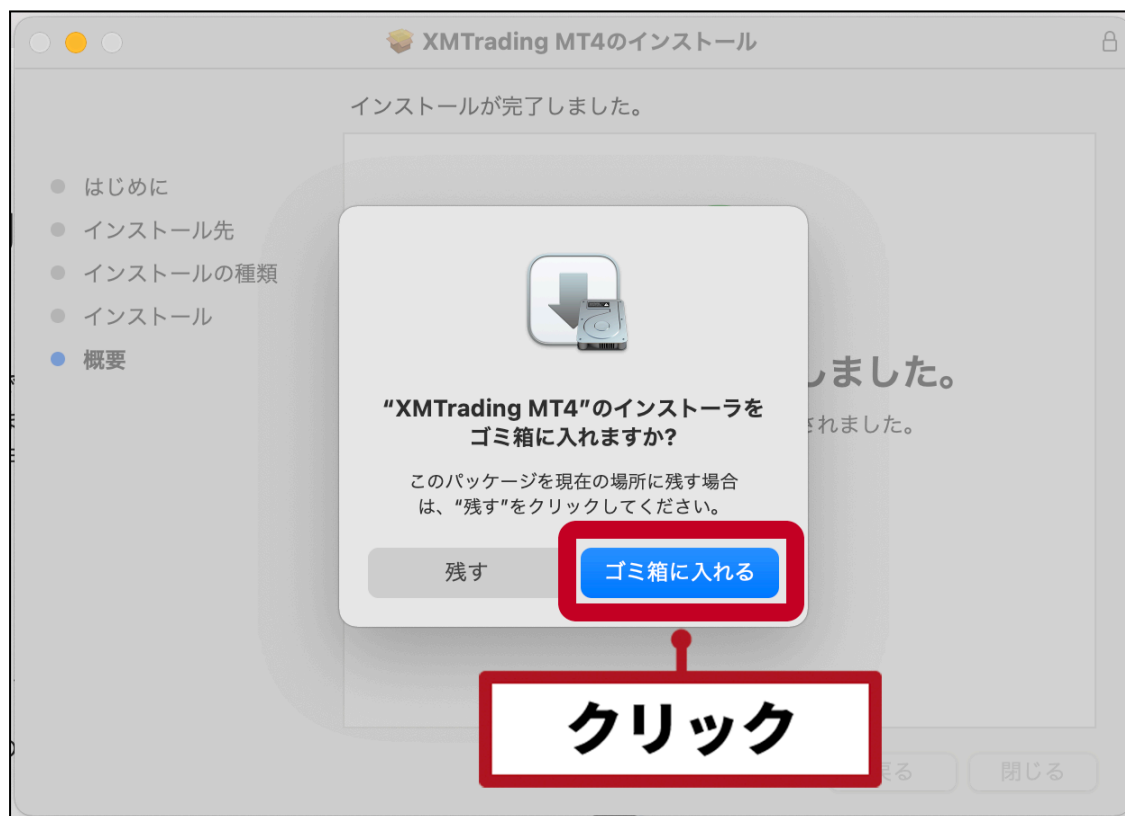 XMTrading MT4のインストール
インストールが完了しました。
はじめに
インストール先
インストールの種類
インストール
概要
しました。
されました。
“XMTrading MT4”のインストーラを
ゴミ箱に入れますか?
このパッケージを現在の場所に残す場合
は、“残す”をクリックしてください。
残す
ゴミ箱に入れる
クリック
戻る
閉じる